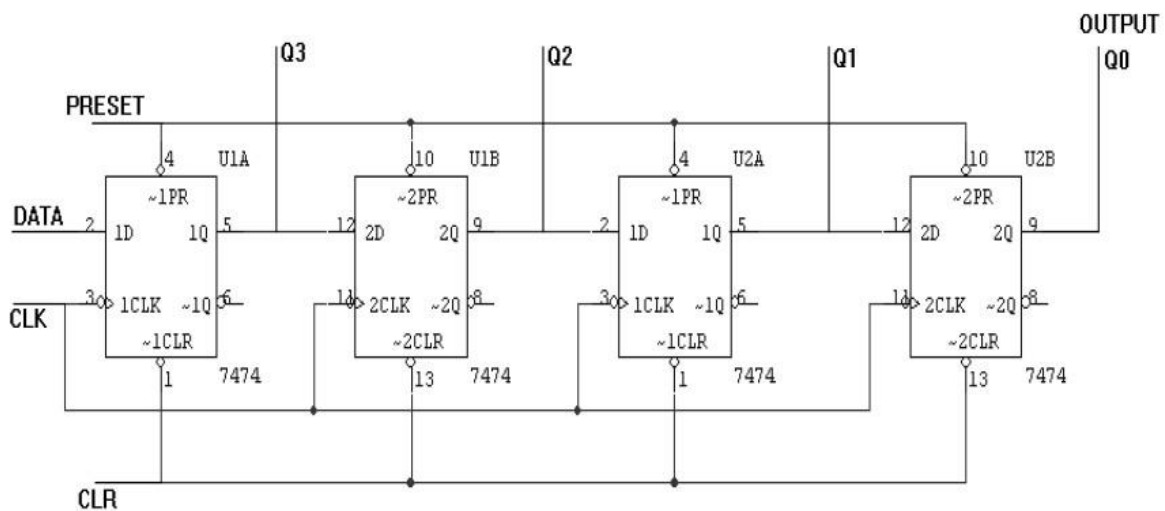 OUTPUT
Q3 Q2 Q1 Q0
PRESET
4 U1A 10 U1B 4 U2A 10 U2B
~1PR ~2PR ~1PR ~2PR
DATA 2 1D 1Q 5 12 2D 2Q 9 2 1D 1Q 5 12 2D 2Q 9
CLK 3 1CLK ~1Q 6 11 2CLK ~2Q 8 3 1CLK ~1Q 6 11 2CLK ~2Q 8
~1CLR ~2CLR ~1CLR ~2CLR
1 7474 13 7474 1 7474 13 7474
CLR